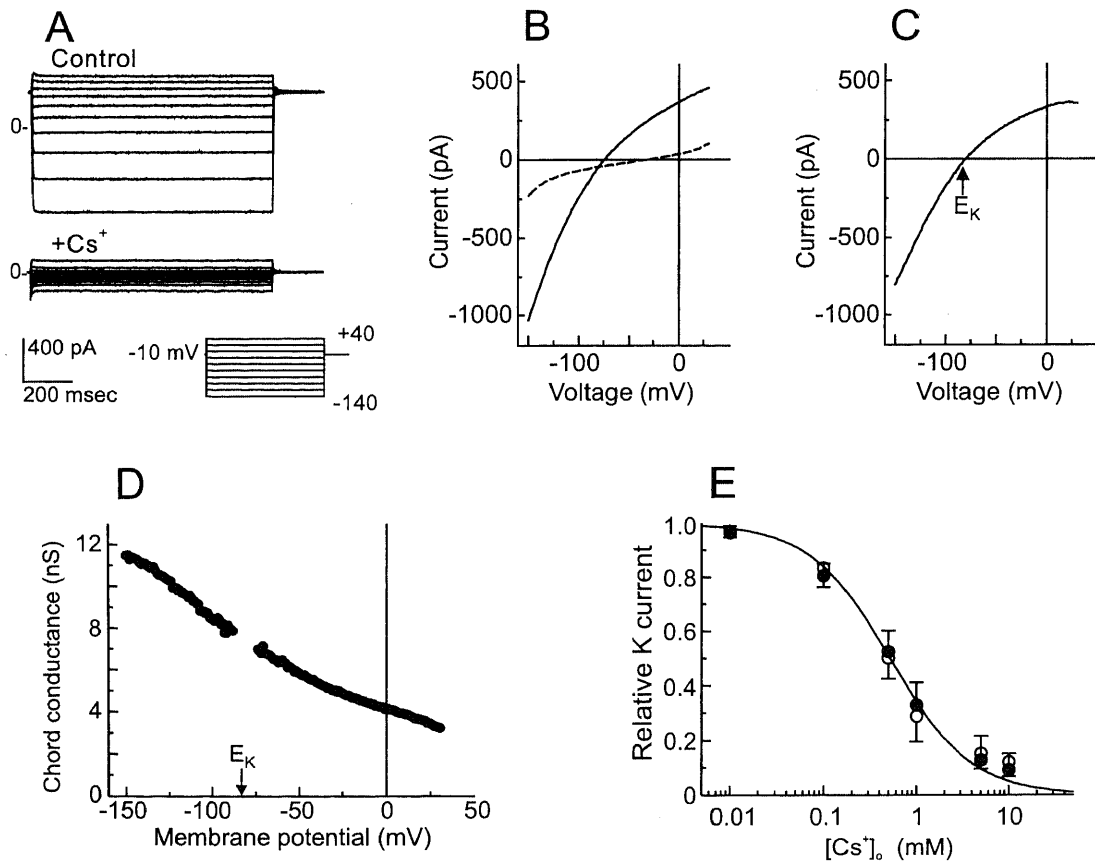 A
Control
0-
+Cs+
0-
400 pA
200 msec
-10 mV
+40
-140
B
500
0
-500
-1000
Current (pA)
-100
0
Voltage (mV)
C
500
0
-500
-1000
Current (pA)
EK
-100
0
Voltage (mV)
D
12
8
4
0
Chord conductance (nS)
EK
-150
-100
-50
0
50
Membrane potential (mV)
E
1.0
0.8
0.6
0.4
0.2
0
Relative K current
0.01
0.1
1
10
[Cs+]o (mM)